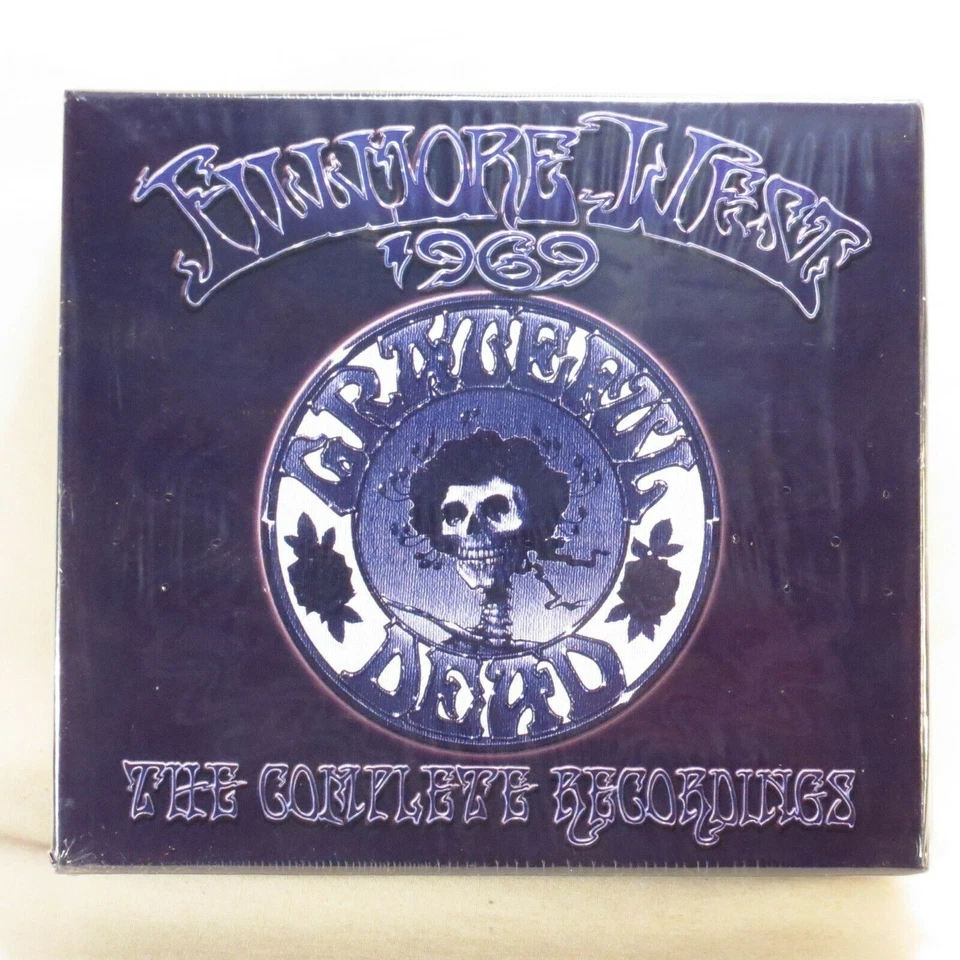 FILLMORE WEST
1969
GRATEFUL
DEAD
THE COMPLETE RECORDINGS